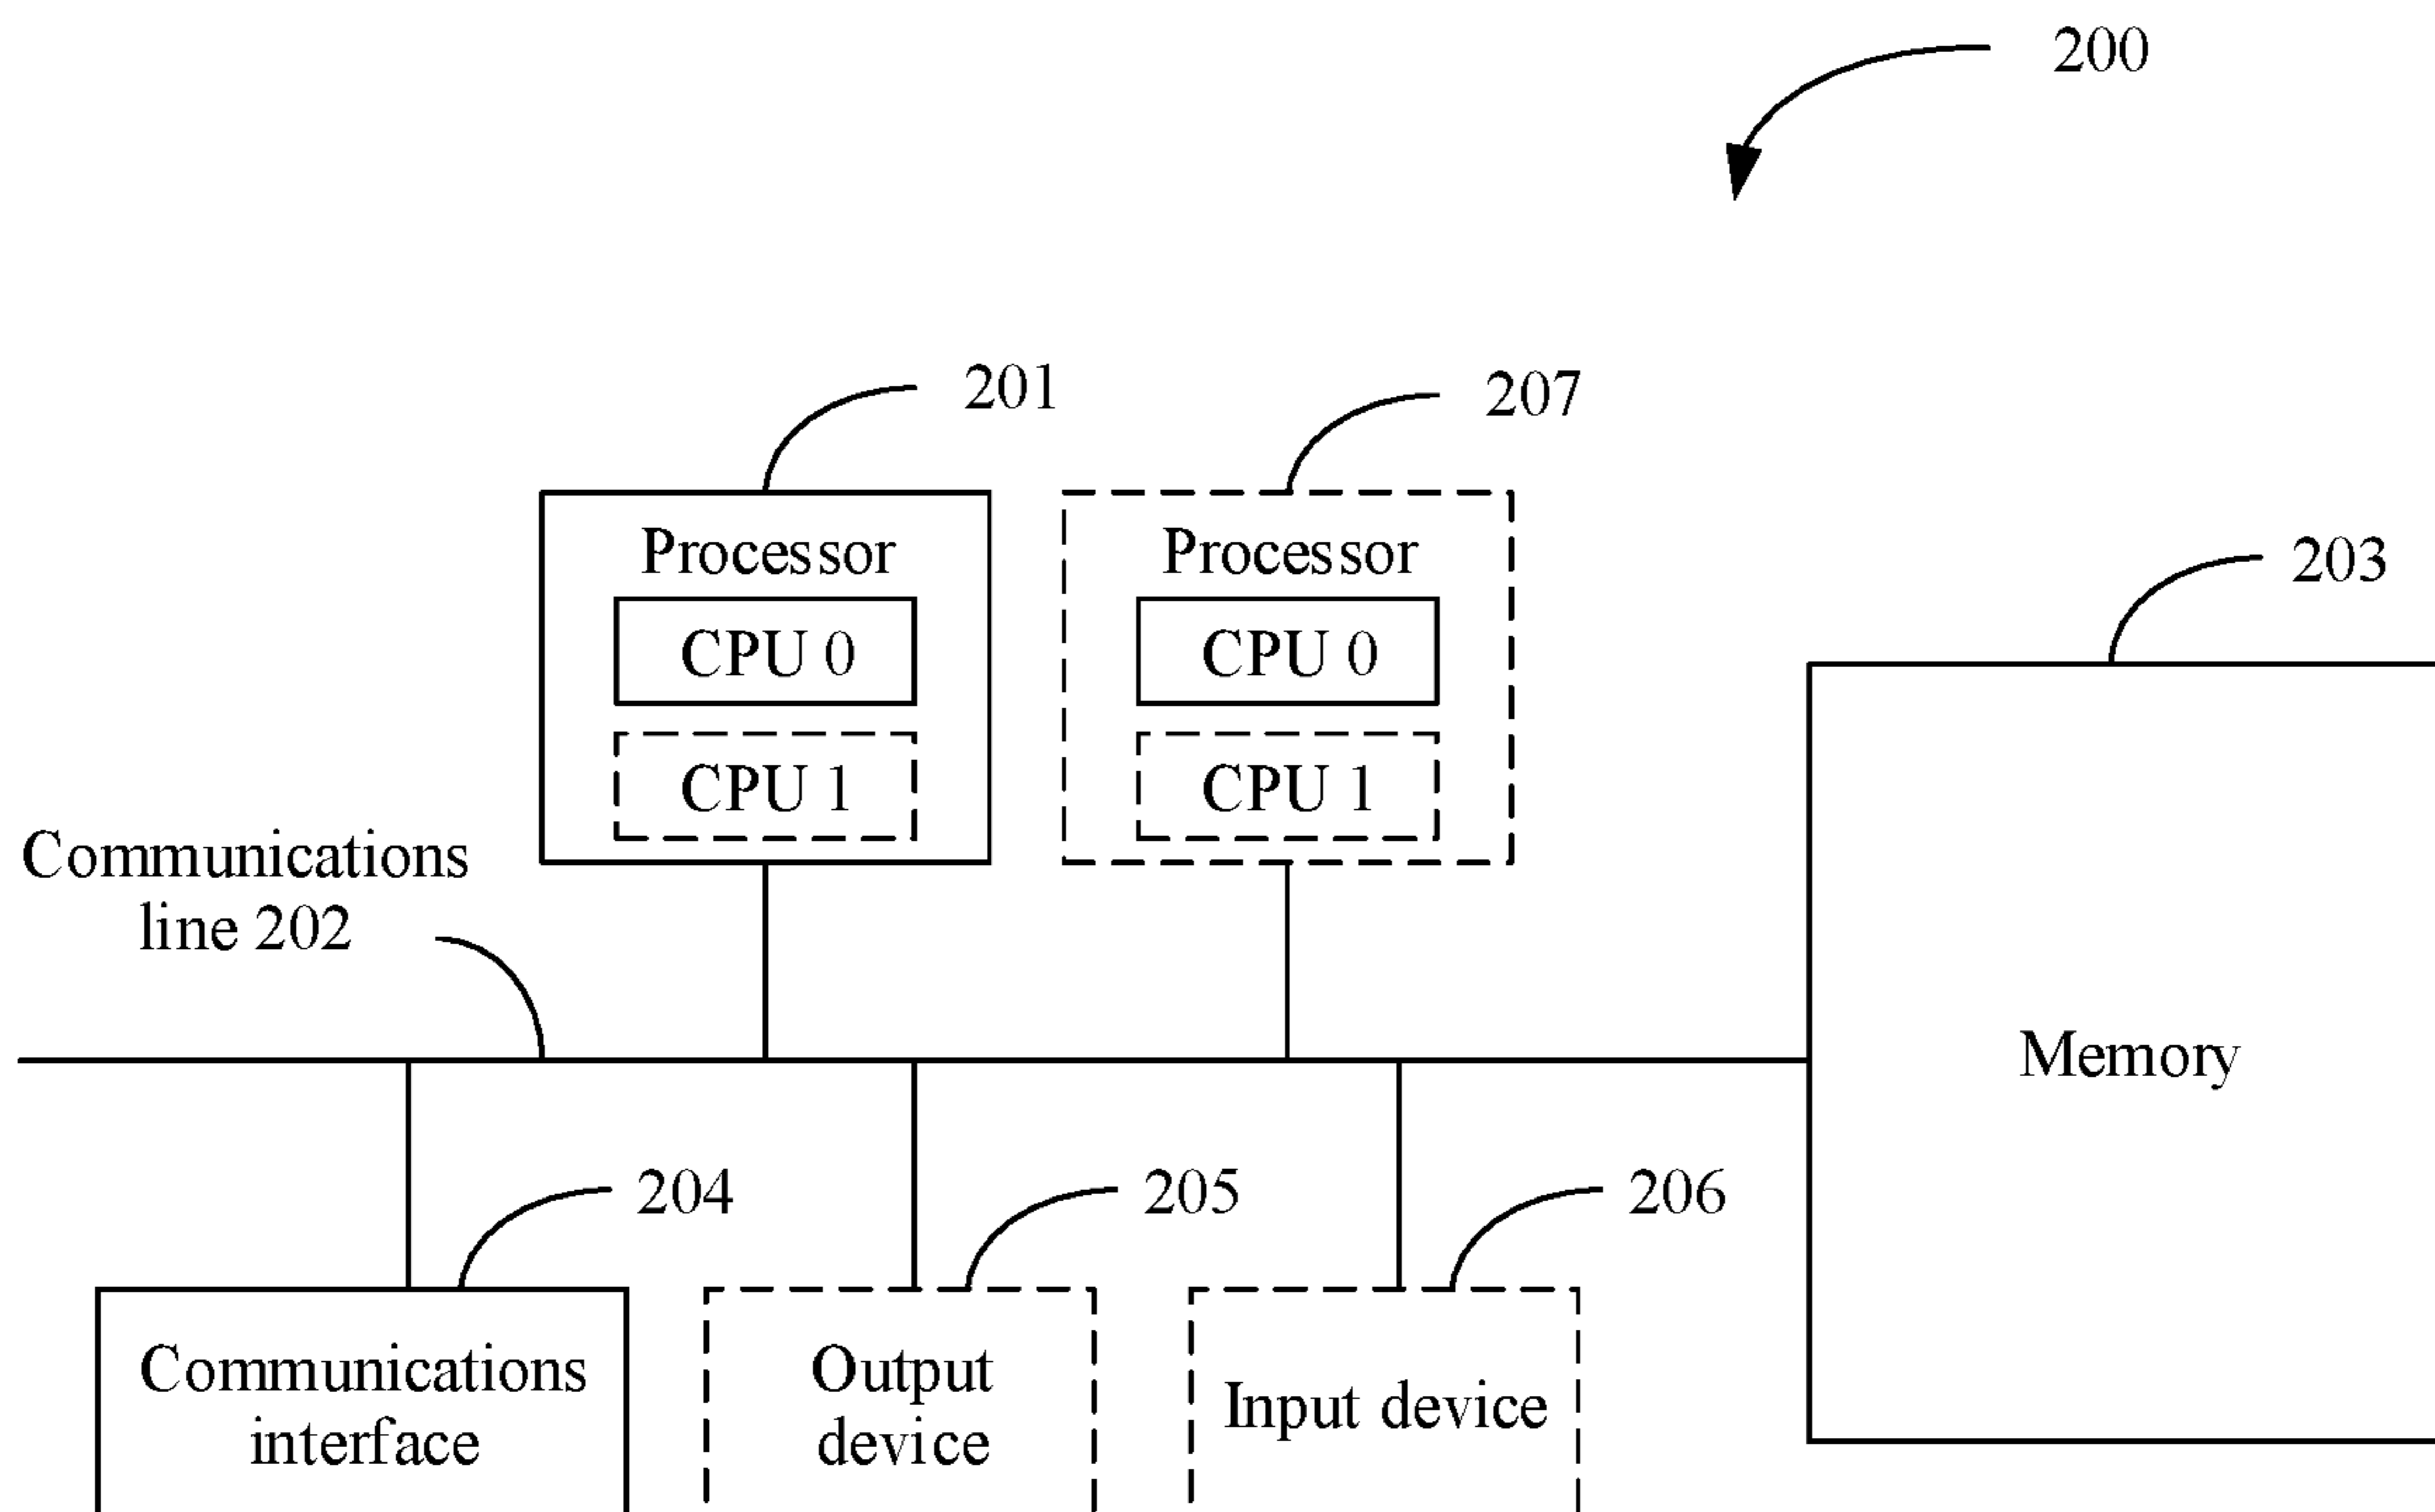 200
201
207
Processor
CPU 0
CPU 1
Processor
CPU 0
CPU 1
203
Communications
line 202
Memory
204
205
206
Communications
interface
Output
device
Input device